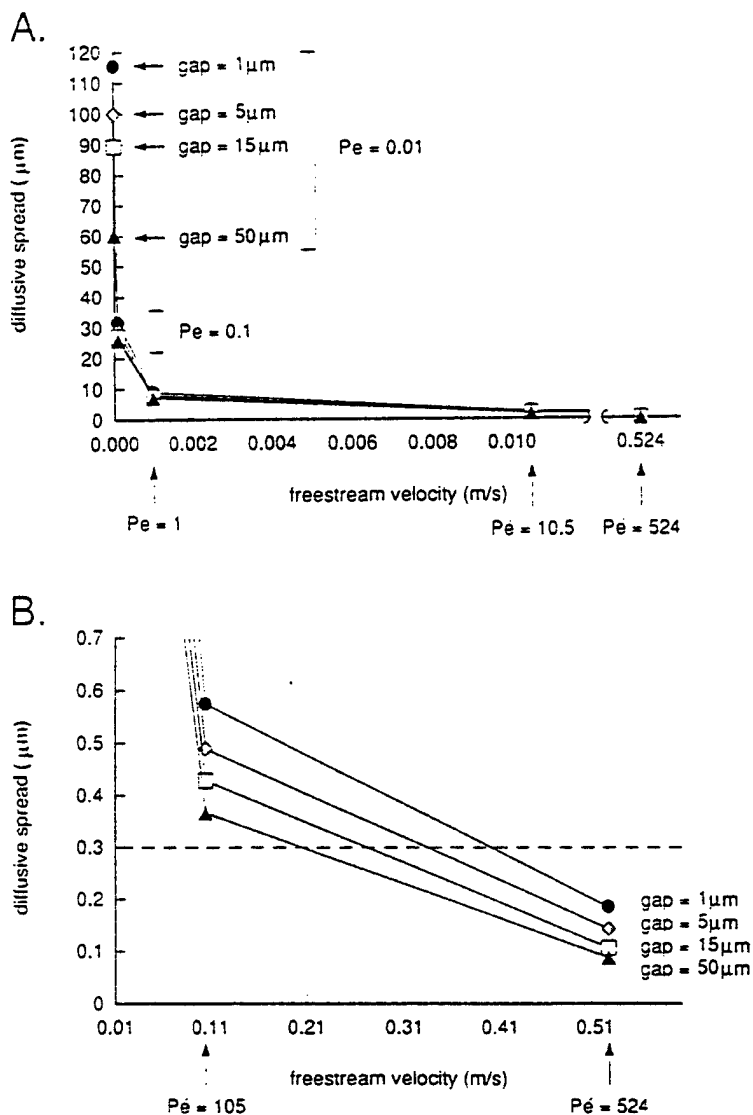 A.
120
110
100
90
80
70
60
50
40
30
20
10
0
diffusive spread (µm)
gap = 1µm
gap = 5µm
gap = 15µm
gap = 50µm
Pe = 0.01
Pe = 0.1
0.000 0.002 0.004 0.006 0.008 0.010 0.524
freestream velocity (m/s)
Pe = 1
Pé = 10.5
Pé = 524
B.
0.7
0.6
0.5
0.4
0.3
0.2
0.1
0
diffusive spread (µm)
gap = 1µm
gap = 5µm
gap = 15µm
gap = 50µm
0.01 0.11 0.21 0.31 0.41 0.51
freestream velocity (m/s)
Pé = 105
Pé = 524